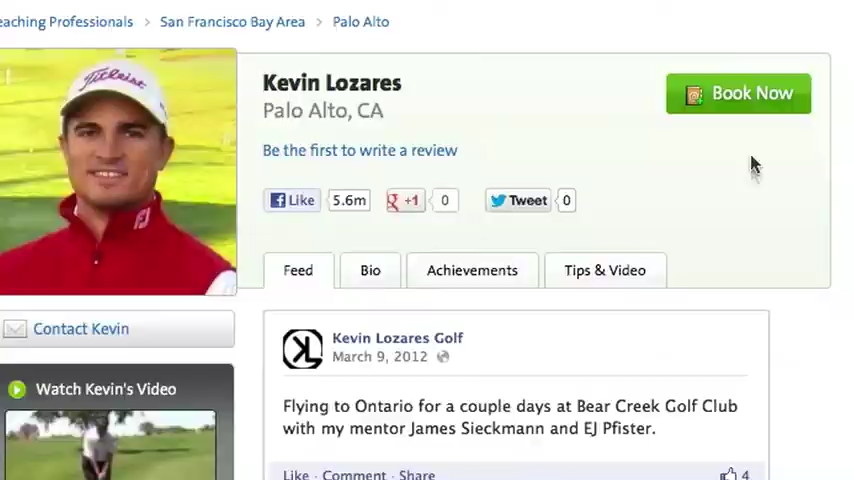 eaching Professionals > San Francisco Bay Area > Palo Alto
Titleist
FJ
Kevin Lozares
Palo Alto, CA
Book Now
Be the first to write a review
Like 5.6m +1 0 Tweet 0
Feed Bio Achievements Tips & Video
Contact Kevin
Watch Kevin's Video
KL
Kevin Lozares Golf
March 9, 2012
Flying to Ontario for a couple days at Bear Creek Golf Club
with my mentor James Sieckmann and EJ Pfister.
Like · Comment · Share 4